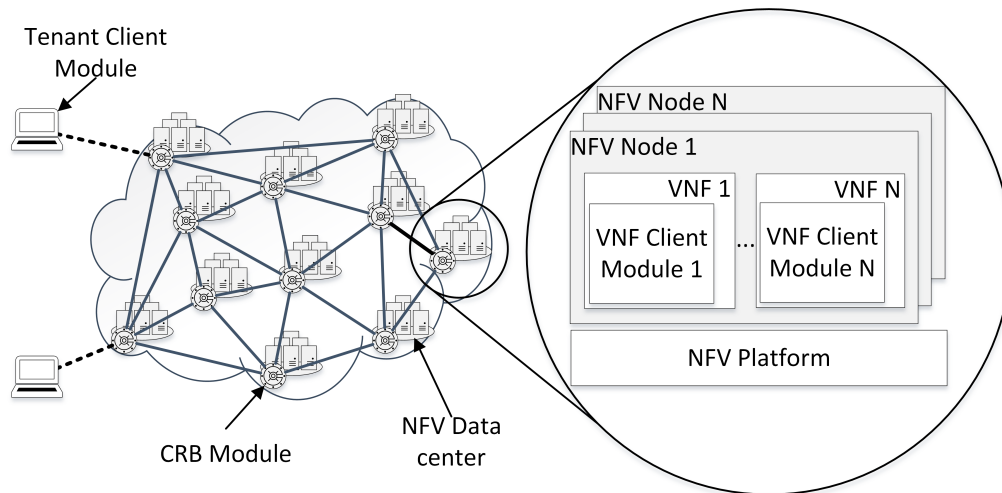 Tenant Client
Module
CRB Module
NFV Data
center
NFV Node N
NFV Node 1
VNF 1
VNF Client
Module 1
...
VNF N
VNF Client
Module N
NFV Platform